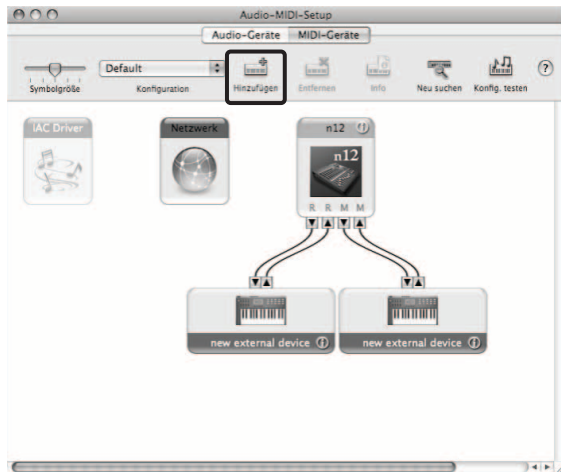 Audio-MIDI-Setup
Audio-Geräte MIDI-Geräte
Default
Symbolgröße Konfiguration Hinzufügen Entfernen Info Neu suchen Konfig. testen ?
IAC Driver Netzwerk n12
n12
R R M M
new external device new external device